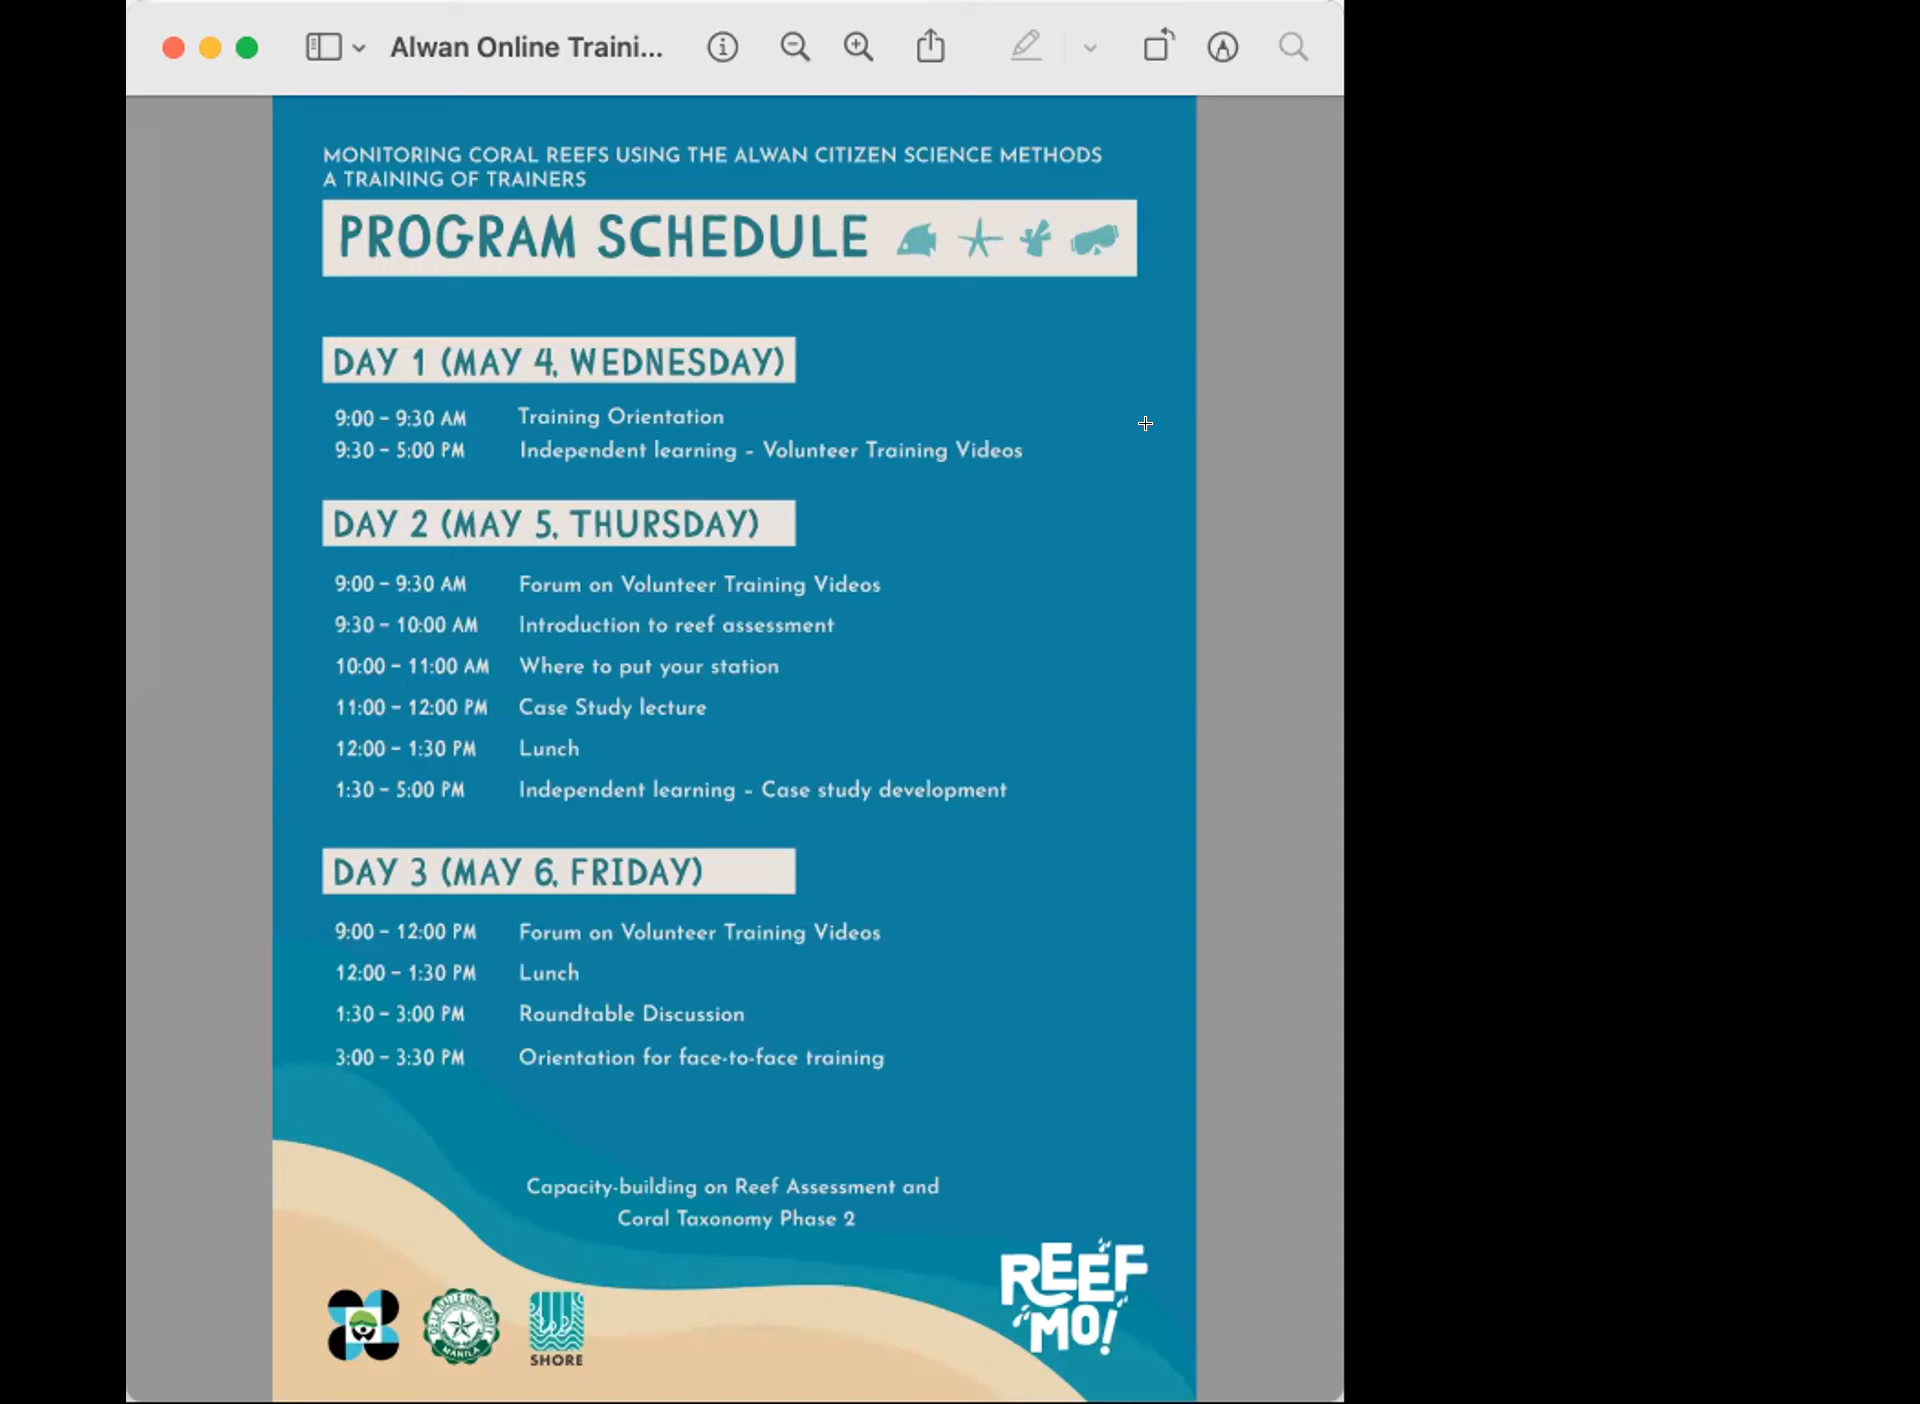 Alwan Online Traini...
MONITORING CORAL REEFS USING THE ALWAN CITIZEN SCIENCE METHODS
A TRAINING OF TRAINERS
PROGRAM SCHEDULE
DAY 1 (MAY 4, WEDNESDAY)
9:00 – 9:30 AM Training Orientation
9:30 – 5:00 PM Independent learning – Volunteer Training Videos
DAY 2 (MAY 5, THURSDAY)
9:00 – 9:30 AM Forum on Volunteer Training Videos
9:30 – 10:00 AM Introduction to reef assessment
10:00 – 11:00 AM Where to put your station
11:00 – 12:00 PM Case Study lecture
12:00 – 1:30 PM Lunch
1:30 – 5:00 PM Independent learning – Case study development
DAY 3 (MAY 6, FRIDAY)
9:00 – 12:00 PM Forum on Volunteer Training Videos
12:00 – 1:30 PM Lunch
1:30 – 3:00 PM Roundtable Discussion
3:00 – 3:30 PM Orientation for face-to-face training
Capacity-building on Reef Assessment and
Coral Taxonomy Phase 2
REEF
MO!
DE LA SALLE UNIVERSITY
MANILA
SHORE